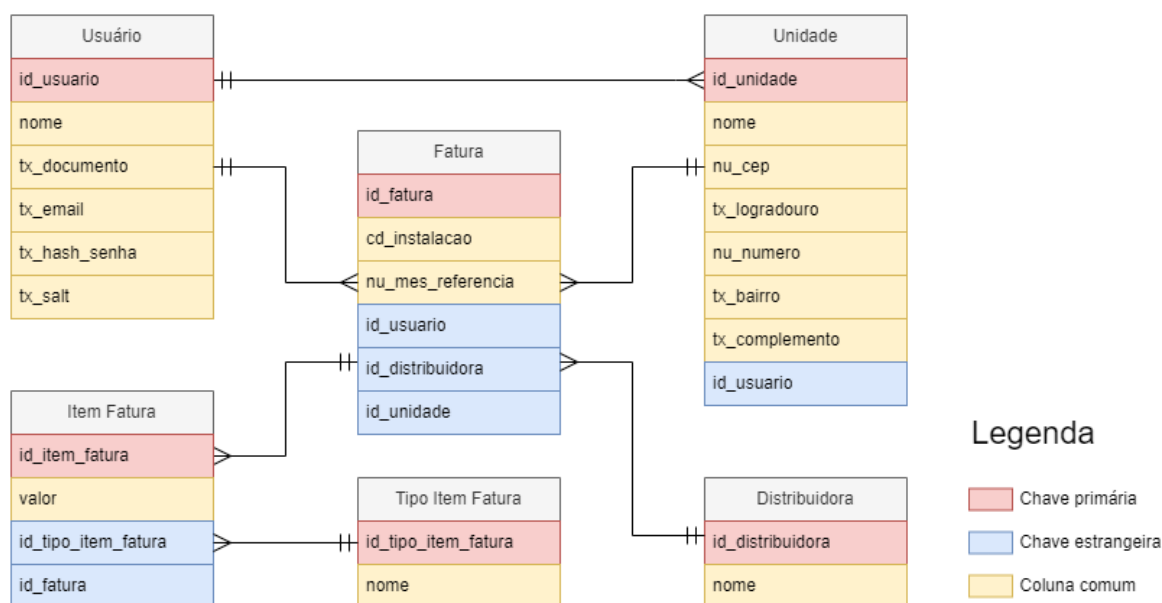 Usuário
id_usuario
nome
tx_documento
tx_email
tx_hash_senha
tx_salt
Unidade
id_unidade
nome
nu_cep
tx_logradouro
nu_numero
tx_bairro
tx_complemento
id_usuario
Fatura
id_fatura
cd_instalacao
nu_mes_referencia
id_usuario
id_distribuidora
id_unidade
Item Fatura
id_item_fatura
valor
id_tipo_item_fatura
id_fatura
Tipo Item Fatura
id_tipo_item_fatura
nome
Distribuidora
id_distribuidora
nome
Legenda
Chave primária
Chave estrangeira
Coluna comum